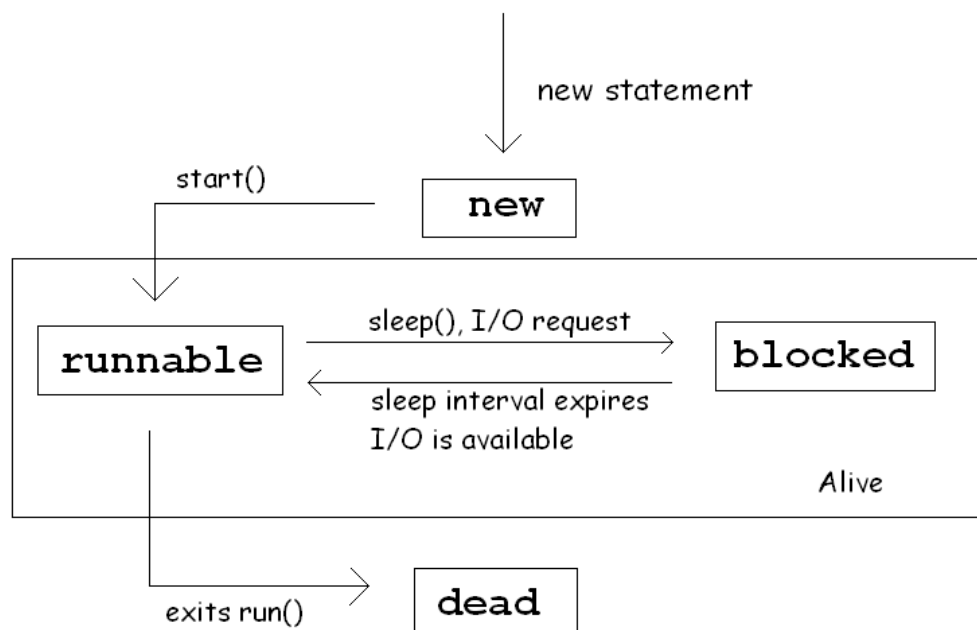 new statement
start()
new
sleep(), I/O request
runnable
blocked
sleep interval expires
I/O is available
Alive
exits run()
dead